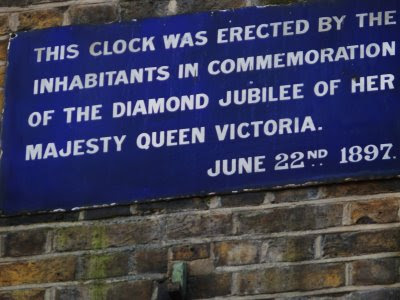 THIS CLOCK WAS ERECTED BY THE
INHABITANTS IN COMMEMORATION
OF THE DIAMOND JUBILEE OF HER
MAJESTY QUEEN VICTORIA.
JUNE 22ND 1897.